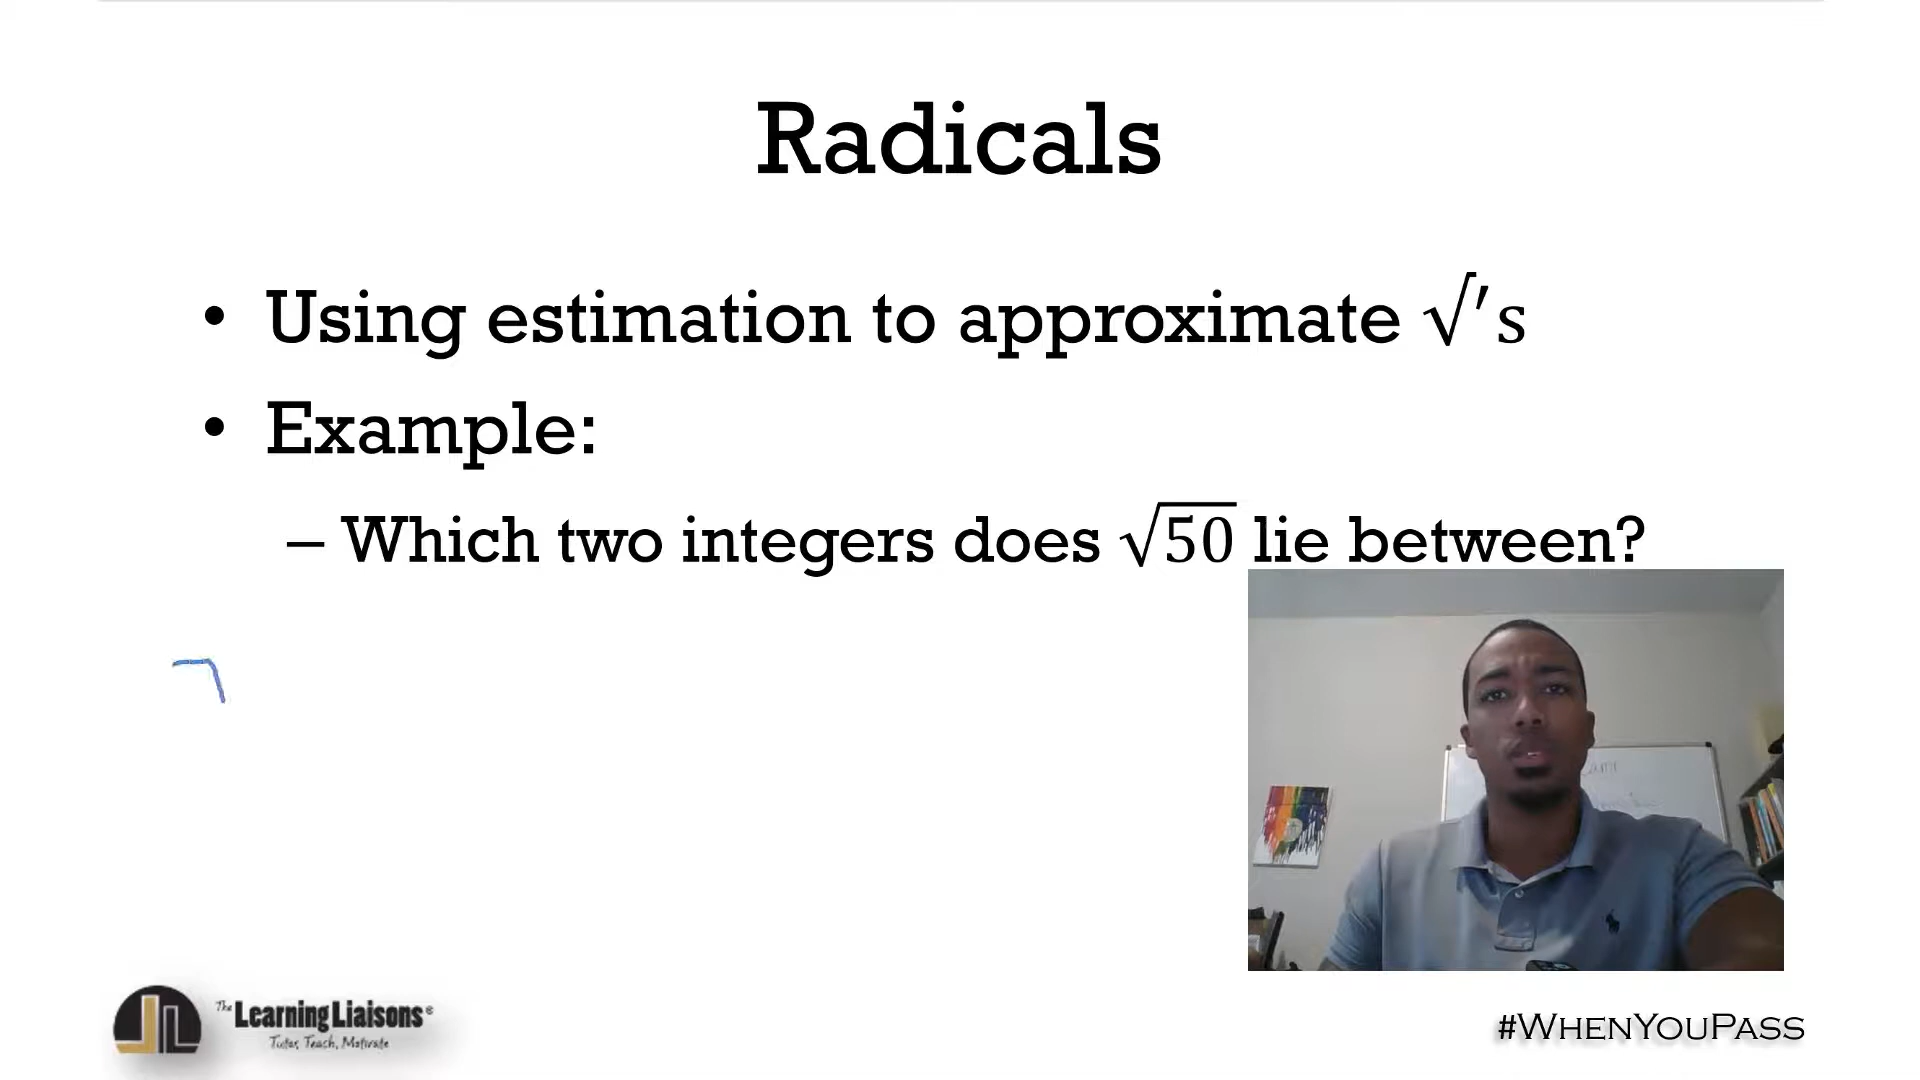 Radicals
• Using estimation to approximate √′s
• Example:
– Which two integers does √50 lie between?
The Learning Liaisons®
Tutor, Teach, Motivate
#WHENYOUPASS